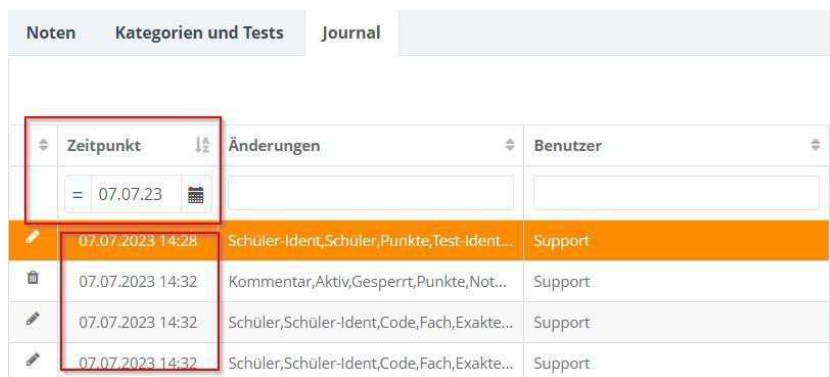 Noten Kategorien und Tests Journal
Zeitpunkt Änderungen Benutzer
= 07.07.23
07.07.2023 14:28 Schüler-Ident,Schüler,Punkte,Test-Ident... Support
07.07.2023 14:32 Kommentar,Aktiv,Gesperrt,Punkte,Not... Support
07.07.2023 14:32 Schüler,Schüler-Ident,Code,Fach,Exakte... Support
07.07.2023 14:32 Schüler,Schüler-Ident,Code,Fach,Exakte... Support